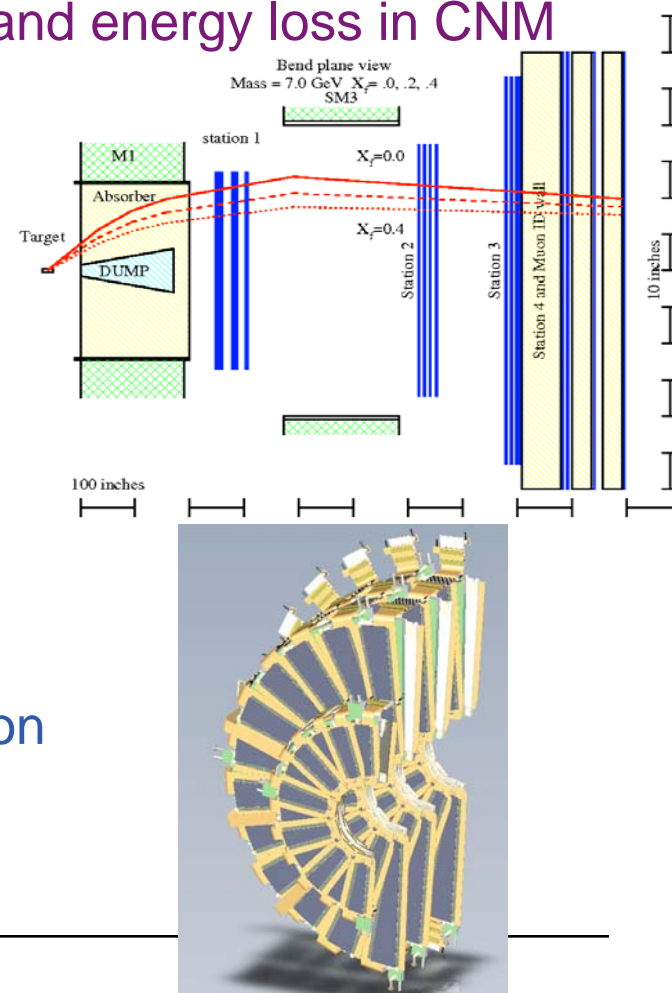 and energy loss in CNM
Bend plane view
Mass = 7.0 GeV X_f= .0, .2, .4
SM3
station 1
M1
X_f=0.0
Absorber
Target
X_f=0.4
DUMP
Station 2
Station 3
Station 4 and Muon ID wall
10 inches
100 inches
on